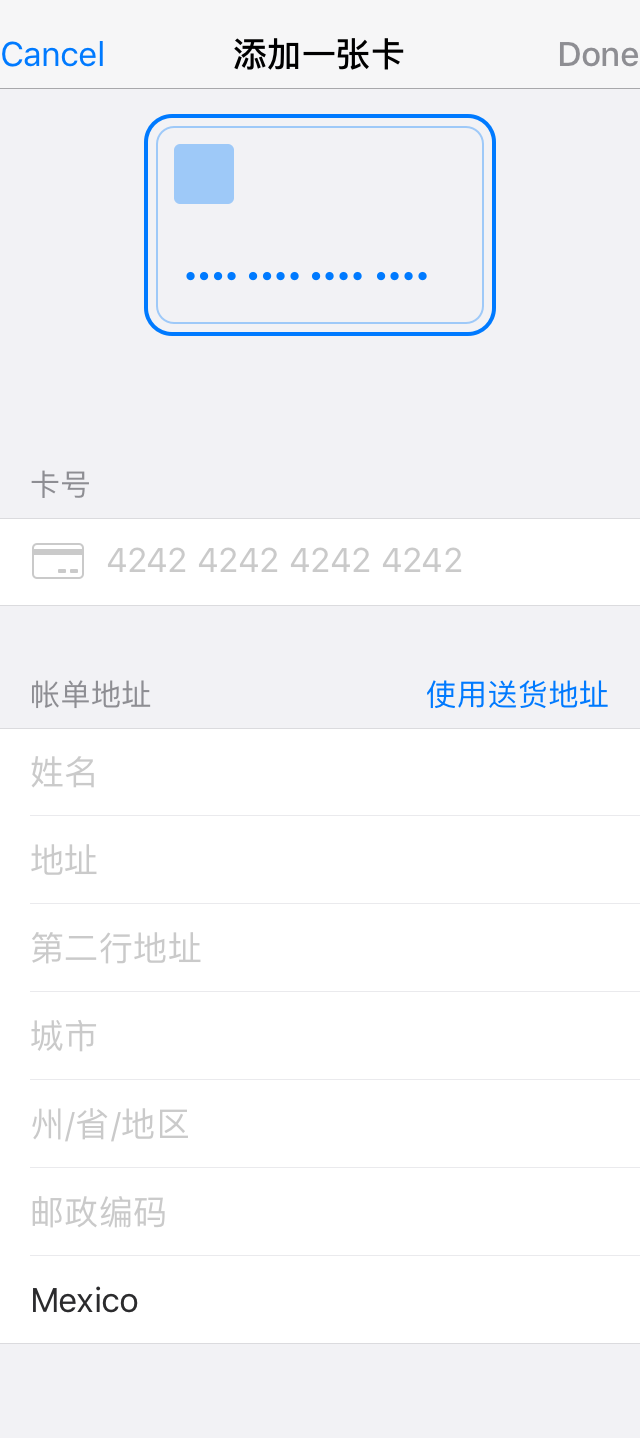 Cancel 添加一张卡 Done
•••• •••• •••• ••••
卡号
4242 4242 4242 4242
帐单地址 使用送货地址
姓名
地址
第二行地址
城市
州/省/地区
邮政编码
Mexico